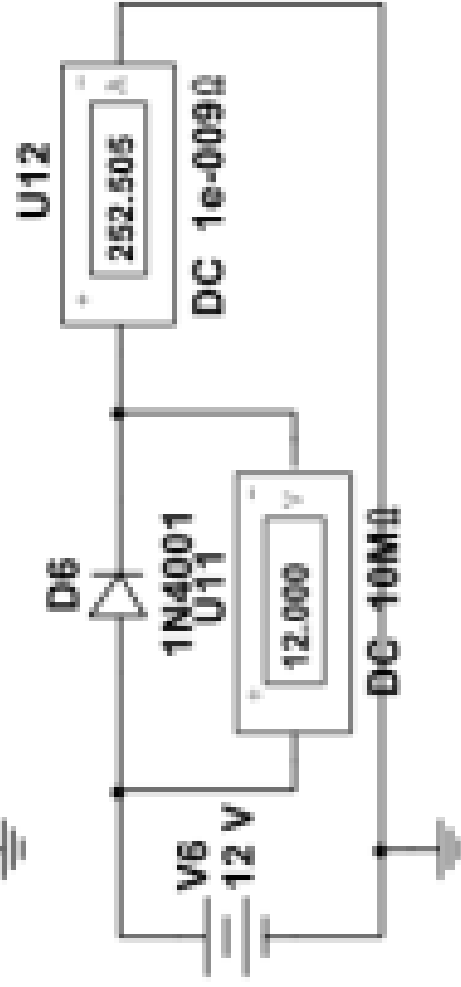 U12
D6
+ -
252.505 A
V6
12 V
1N4001
DC 1e-009Ω
U11
+ -
12.000 V
DC 10MΩ